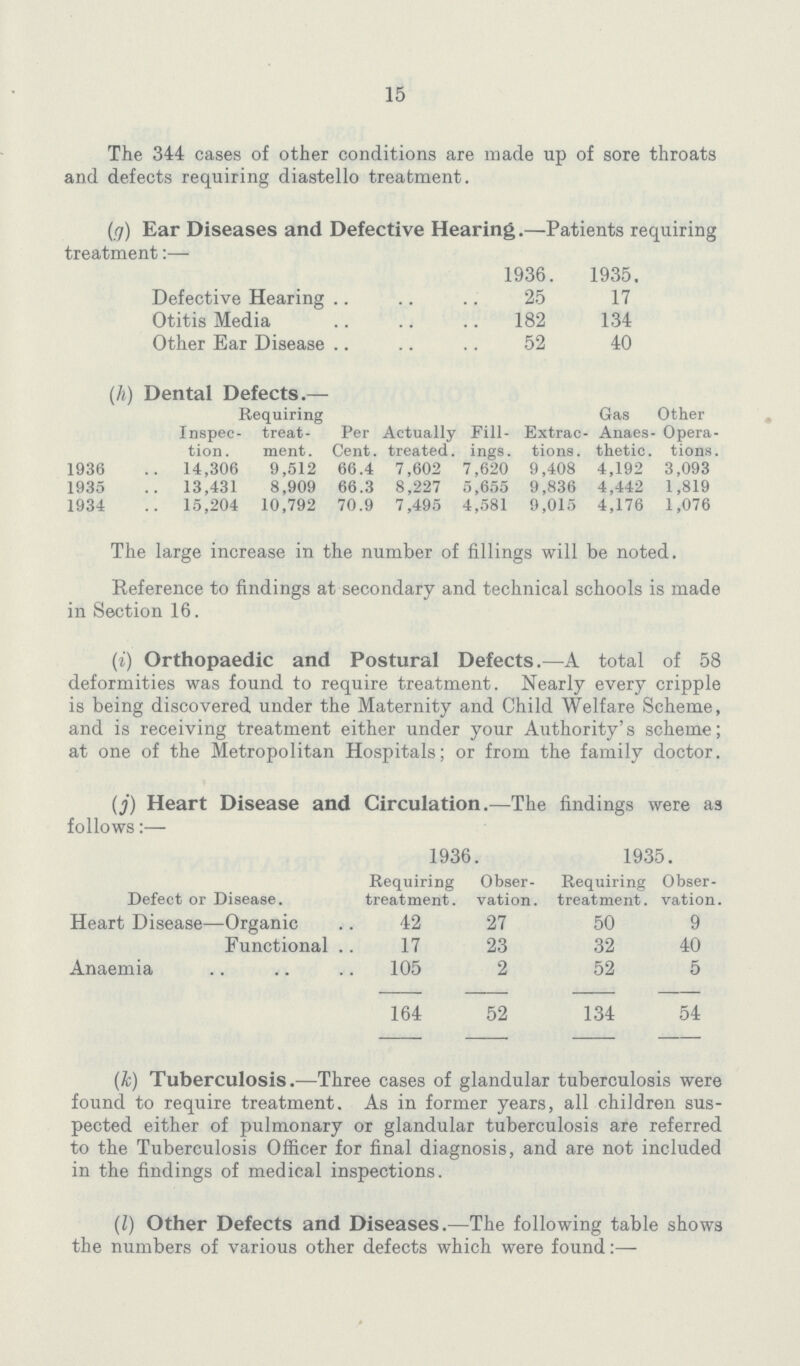 15
The 344 cases of other conditions are made up of sore throats
and defects requiring diastello treatment.
(g) Ear Diseases and Defective Hearing.—Patients requiring
treatment:—
1936. 1935.
Defective Hearing .. .. .. 25 17
Otitis Media .. .. .. 182 134
Other Ear Disease .. .. .. 52 40
(h) Dental Defects.—
Requiring Gas Other
Inspec- treat- Per Actually Fill- Extrac- Anaes- Opera-
tion. ment. Cent. treated. ings. tions. thetic. tions.
1936 .. 14,306 9,512 66.4 7,602 7,620 9,408 4,192 3,093
1935 .. 13,431 8,909 66.3 8,227 5,655 9,836 4,442 1,819
1934 .. 15,204 10,792 70.9 7,495 4,581 9,015 4,176 1,076
The large increase in the number of fillings will be noted.
Reference to findings at secondary and technical schools is made
in Section 16.
(i) Orthopaedic and Postural Defects.—A total of 58
deformities was found to require treatment. Nearly every cripple
is being discovered under the Maternity and Child Welfare Scheme,
and is receiving treatment either under your Authority's scheme;
at one of the Metropolitan Hospitals; or from the family doctor.
(j) Heart Disease and Circulation.—The findings were as
follows:—
1936. 1935.
Requiring Obser- Requiring Obser-
Defect or Disease. treatment. vation. treatment. vation.
Heart Disease—Organic .. 42 27 50 9
Functional .. 17 23 32 40
Anaemia .. .. .. 105 2 52 5
164 52 134 54
(k) Tuberculosis.—Three cases of glandular tuberculosis were
found to require treatment. As in former years, all children sus-
pected either of pulmonary or glandular tuberculosis are referred
to the Tuberculosis Officer for final diagnosis, and are not included
in the findings of medical inspections.
(l) Other Defects and Diseases.—The following table shows
the numbers of various other defects which were found:—